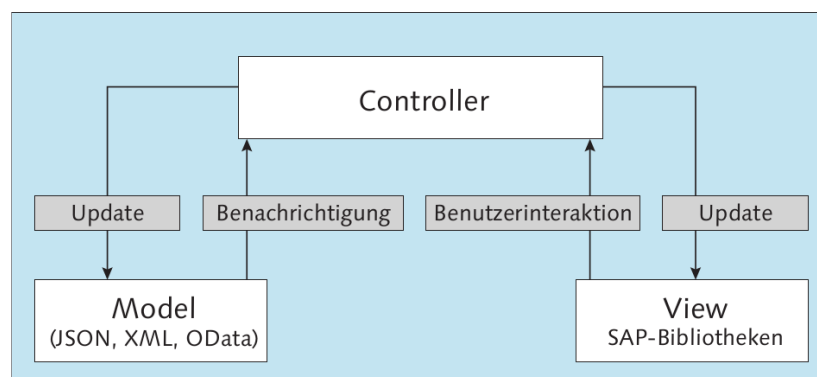 Controller
Update
Benachrichtigung
Benutzerinteraktion
Update
Model
(JSON, XML, OData)
View
SAP-Bibliotheken